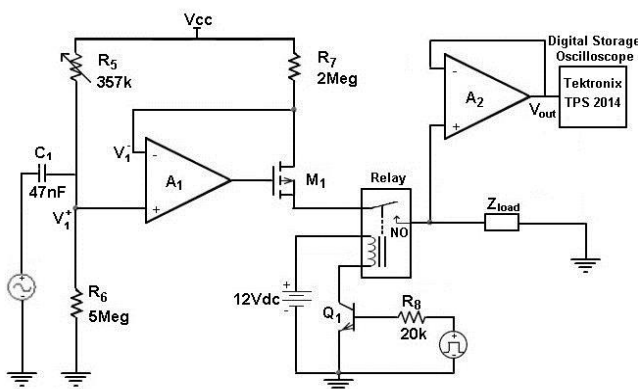 Vcc
R5
357k
R7
2Meg
Digital Storage
Oscilloscope
Tektronix
TPS 2014
-
A2
+
Vout
C1
47nF
V1-
-
A1
+
M1
V1+
Relay
NO
Zload
R6
5Meg
+
12Vdc
-
Q1
R8
20k